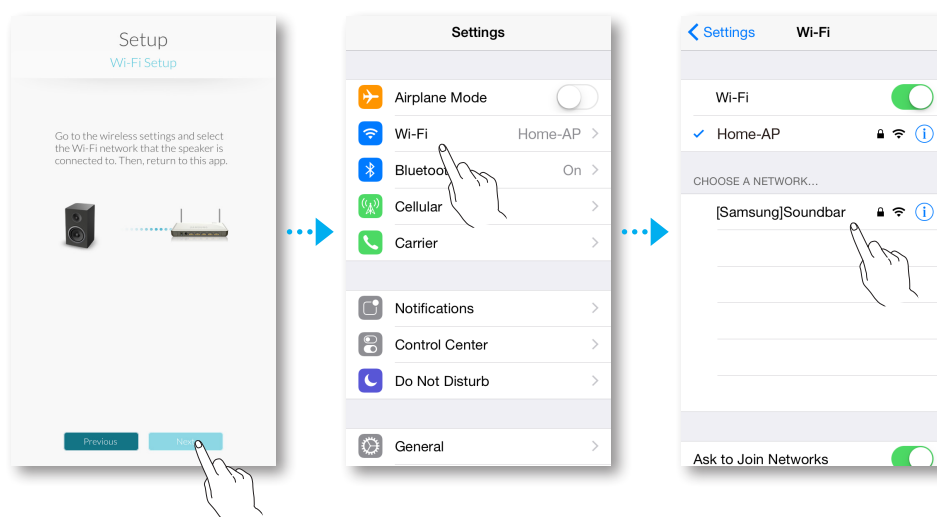 Setup
Wi-Fi Setup
Go to the wireless settings and select
the Wi-Fi network that the speaker is
connected to. Then, return to this app.
Previous
Settings
Airplane Mode
Wi-Fi Home-AP
On
Cellular
Carrier
Notifications
Control Center
Do Not Disturb
General
Settings Wi-Fi
Wi-Fi
Home-AP
CHOOSE A NETWORK...
[Samsung]Soundbar
Ask to Join Networks